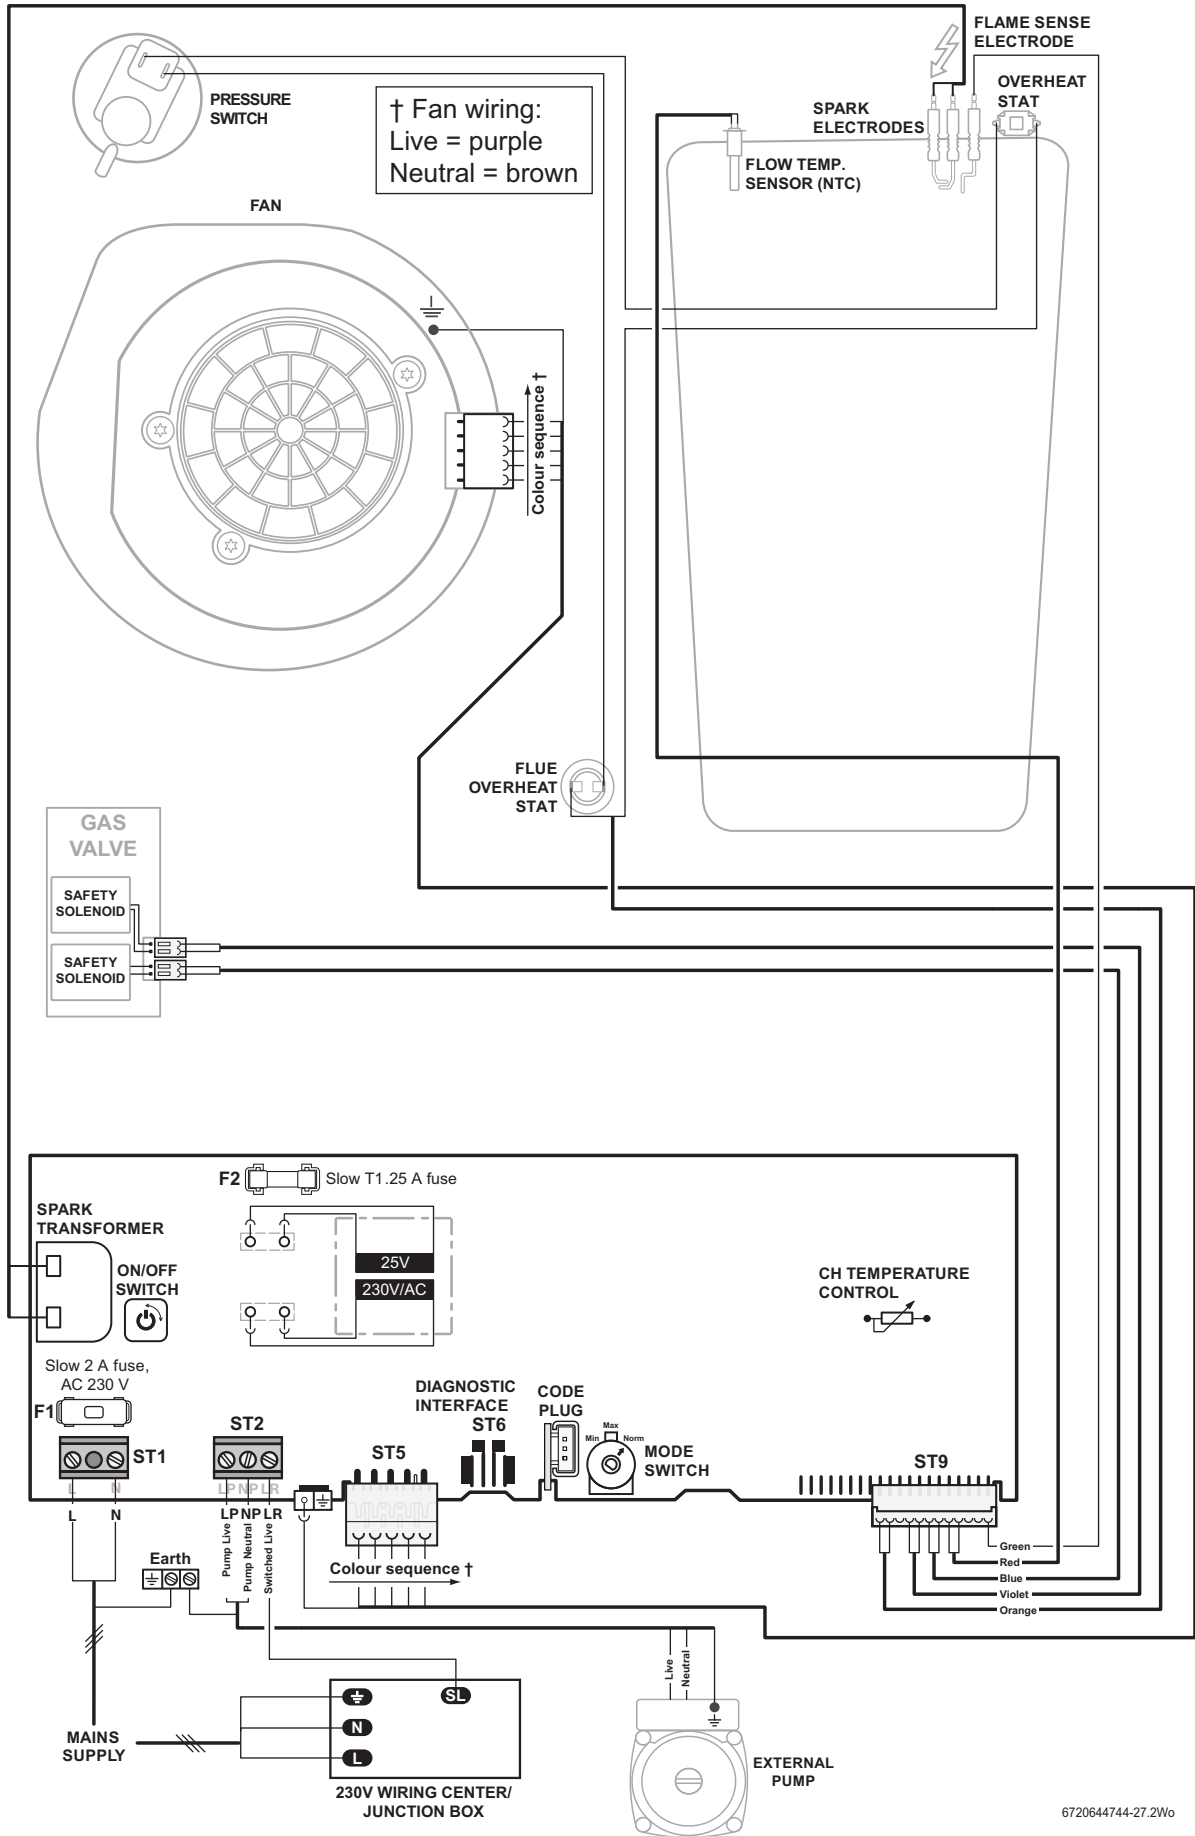 FLAME SENSE
ELECTRODE
OVERHEAT
STAT
SPARK
ELECTRODES
PRESSURE
SWITCH
† Fan wiring:
Live = purple
Neutral = brown
FLOW TEMP.
SENSOR (NTC)
FAN
Colour sequence †
FLUE
OVERHEAT
STAT
GAS
VALVE
SAFETY
SOLENOID
SAFETY
SOLENOID
F2
Slow T1.25 A fuse
SPARK
TRANSFORMER
25V
230V/AC
ON/OFF
SWITCH
CH TEMPERATURE
CONTROL
Slow 2 A fuse,
AC 230 V
F1
ST1
ST2
ST5
DIAGNOSTIC
INTERFACE
ST6
CODE
PLUG
Min
Max
Norm
MODE
SWITCH
ST9
L N
LP NP LR
L N
LP NP LR
Pump Live
Pump Neutral
Switched Live
Earth
Colour sequence †
Green
Red
Blue
Violet
Orange
Live
Neutral
SL
N
L
MAINS
SUPPLY
230V WIRING CENTER/
JUNCTION BOX
EXTERNAL
PUMP
6720644744-27.2Wo